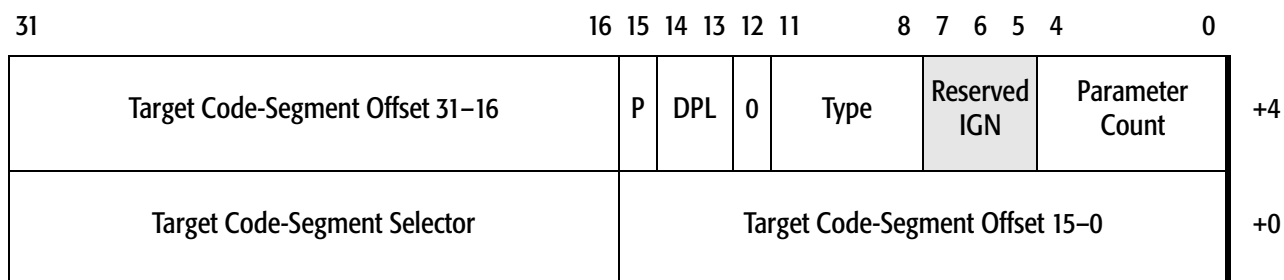 31 16 15 14 13 12 11 8 7 6 5 4 0
Target Code-Segment Offset 31–16 P DPL 0 Type Reserved IGN Parameter Count +4
Target Code-Segment Selector Target Code-Segment Offset 15–0 +0